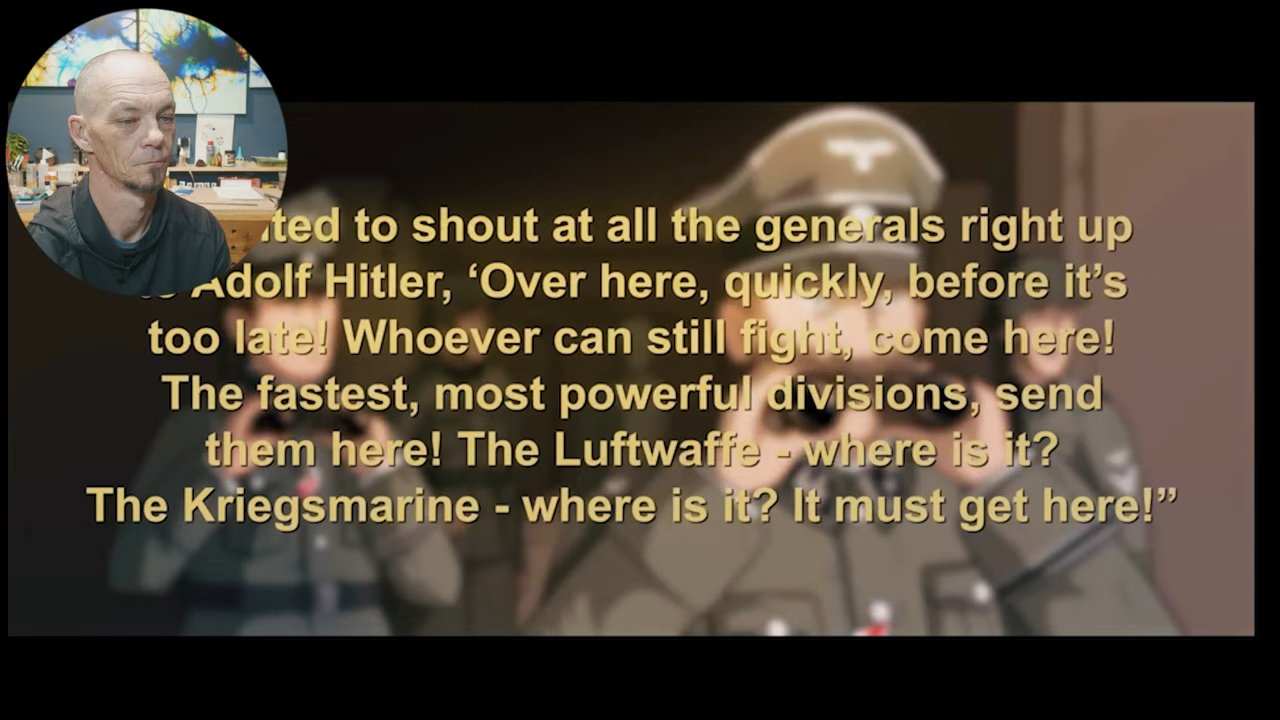 to shout at all the generals right up
Adolf Hitler, ‘Over here, quickly, before it’s
too late! Whoever can still fight, come here!
The fastest, most powerful divisions, send
them here! The Luftwaffe - where is it?
The Kriegsmarine - where is it? It must get here!”